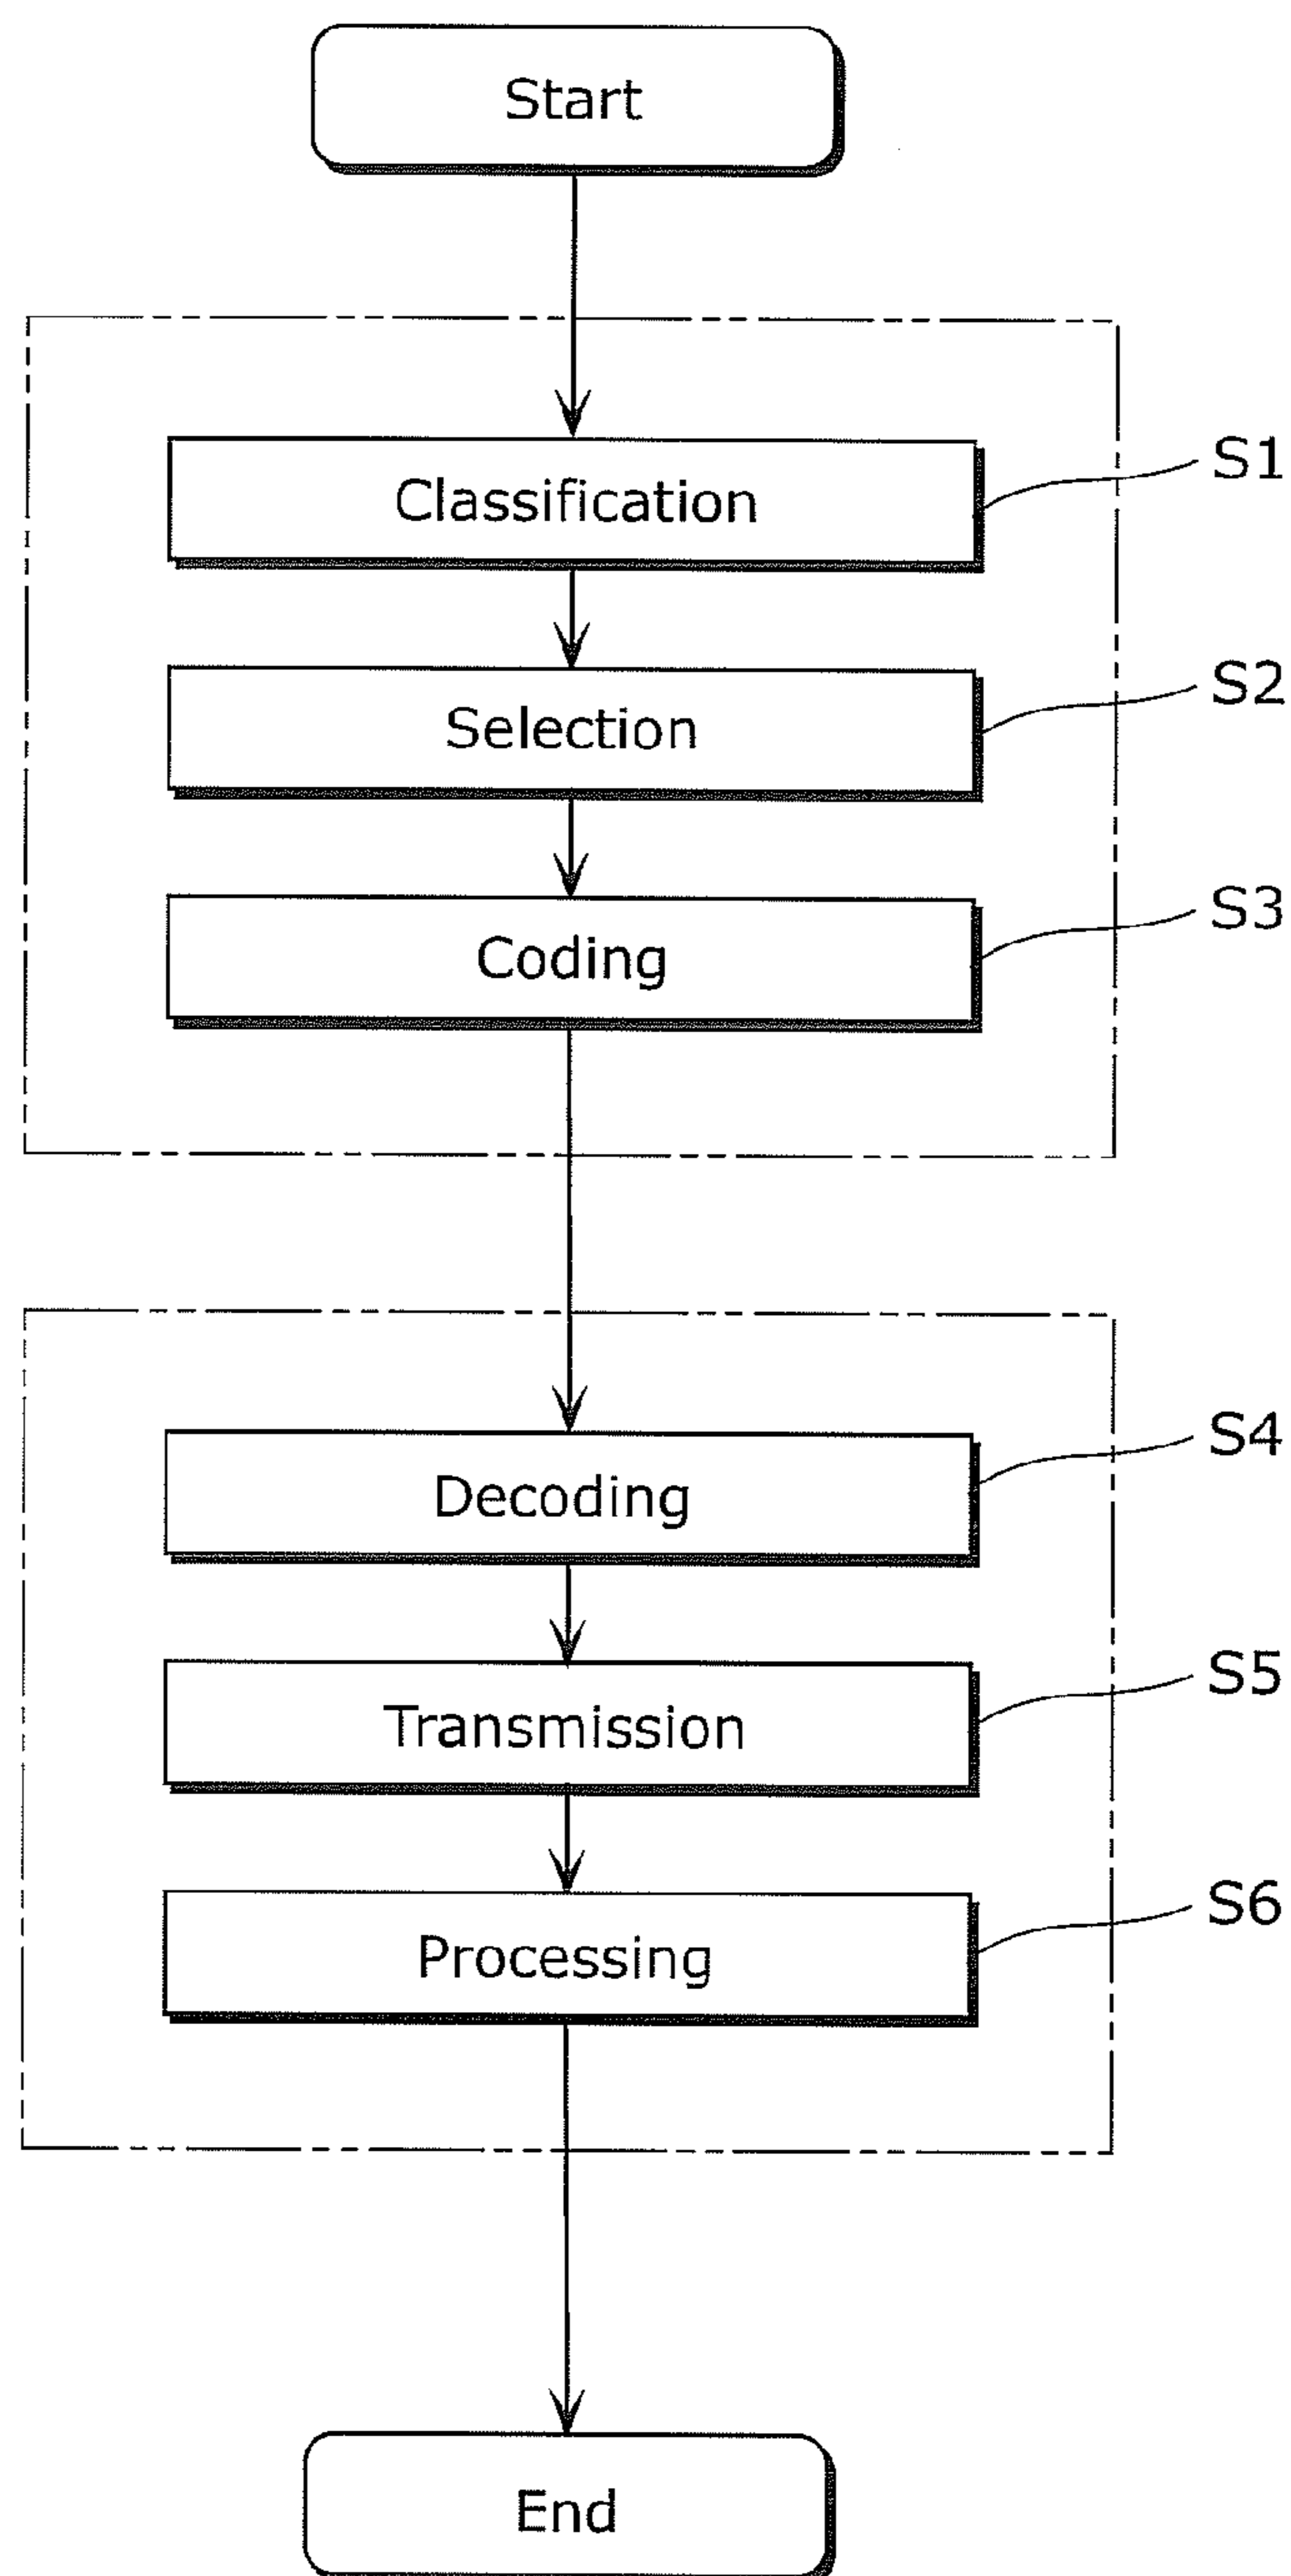 Start
Classification
S1
Selection
S2
Coding
S3
Decoding
S4
Transmission
S5
Processing
S6
End